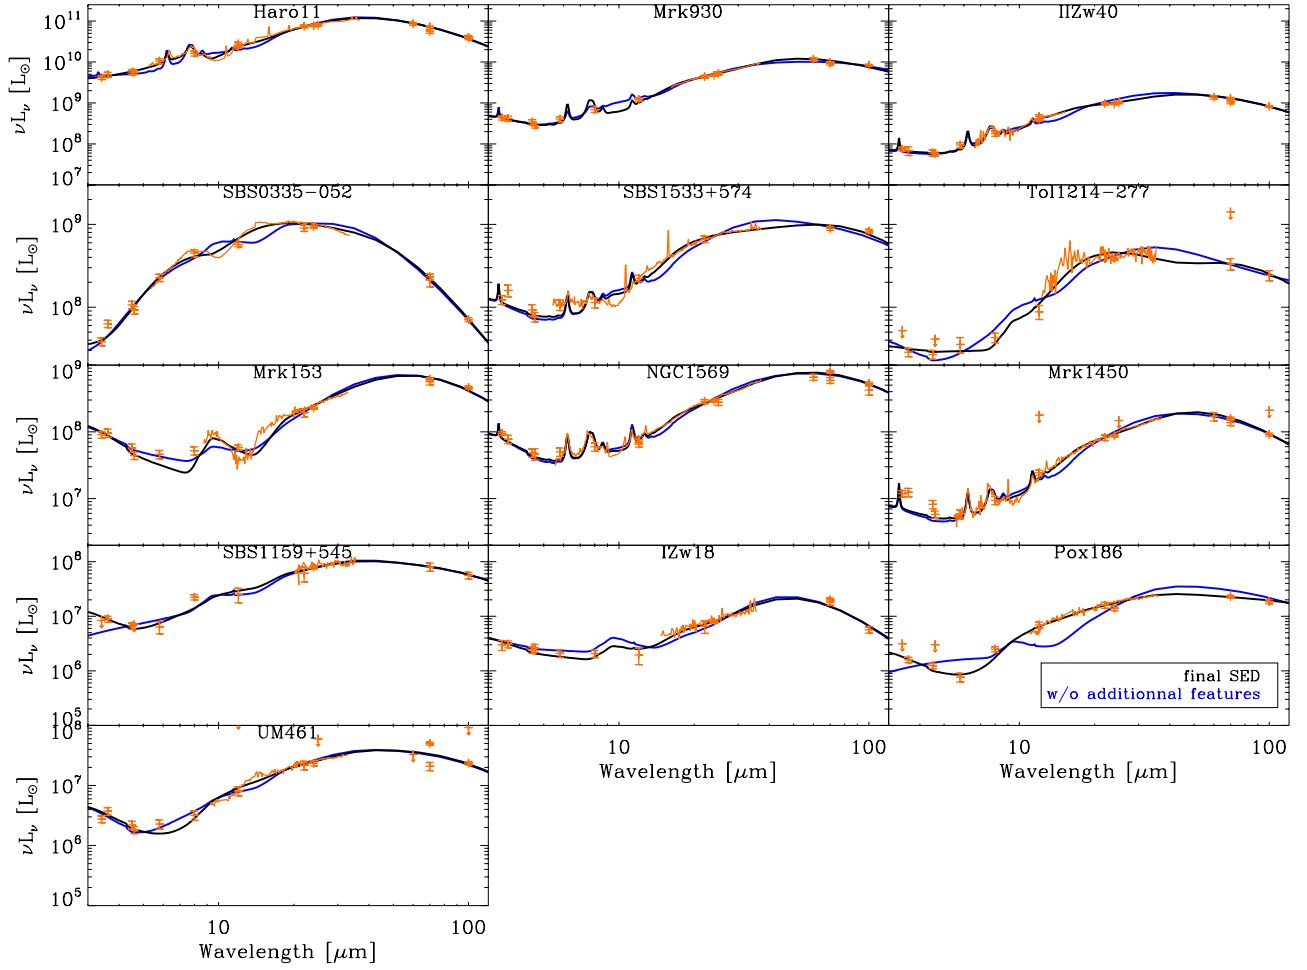 Haro11
Mrk930
IIZw40
10¹¹
10¹⁰
10⁹
10⁸
10⁷
νLν [L⊙]
SBS0335−052
SBS1533+574
Tol1214−277
10⁹
10⁸
νLν [L⊙]
Mrk153
NGC1569
Mrk1450
10⁹
10⁸
10⁷
νLν [L⊙]
SBS1159+545
IZw18
Pox186
10⁸
10⁷
10⁶
10⁵
νLν [L⊙]
final SED
w/o additionnal features
UM461
10⁸
10⁷
10⁶
10⁵
νLν [L⊙]
10
100
10
100
Wavelength [μm]
Wavelength [μm]
10
100
Wavelength [μm]